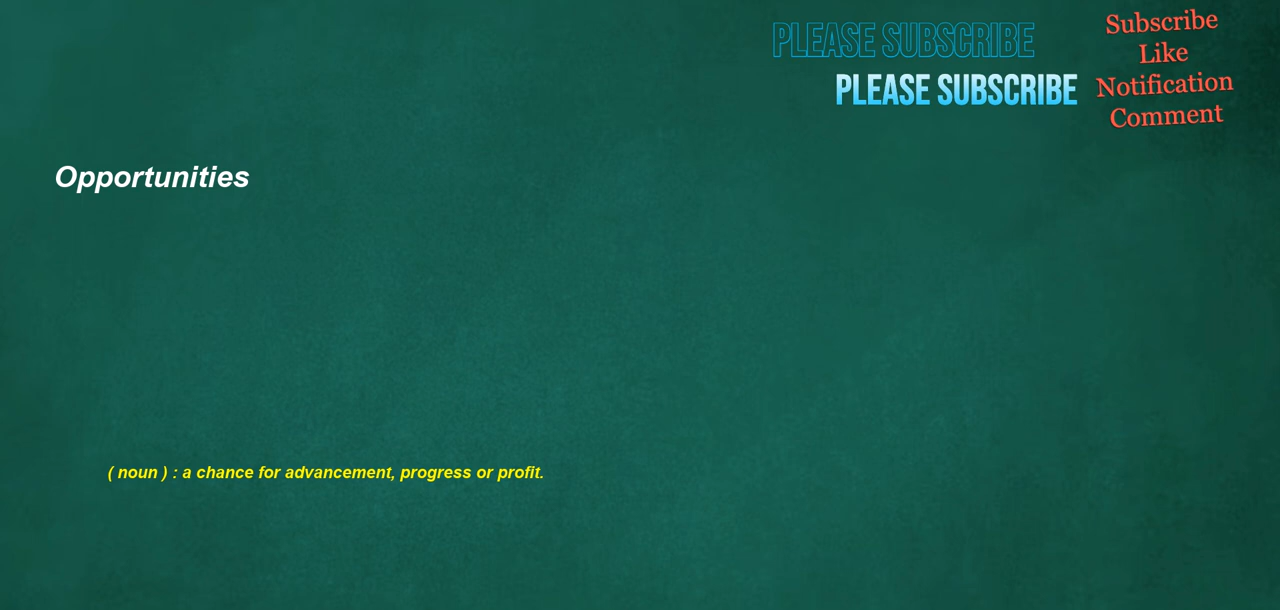 PLEASE SUBSCRIBE
PLEASE SUBSCRIBE
Subscribe
Like
Notification
Comment
Opportunities
( noun ) : a chance for advancement, progress or profit.